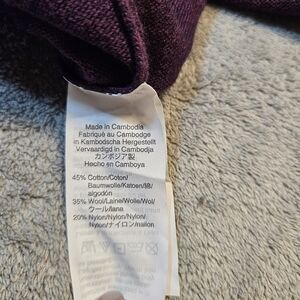 Made in Cambodia
Fabriqué au Cambodge
in Kambodscha Hergestellt
Vervaardigd in Cambodja
カンボジア製
Hecho en Camboya
45% Cotton/Coton/
Baumwolle/Katoen/綿/
algodón
35% Wool/Laine/Wolle/Wol/
ウール/lana
20% Nylon/Nylon/Nylon/
Nylon/ナイロン/nailon